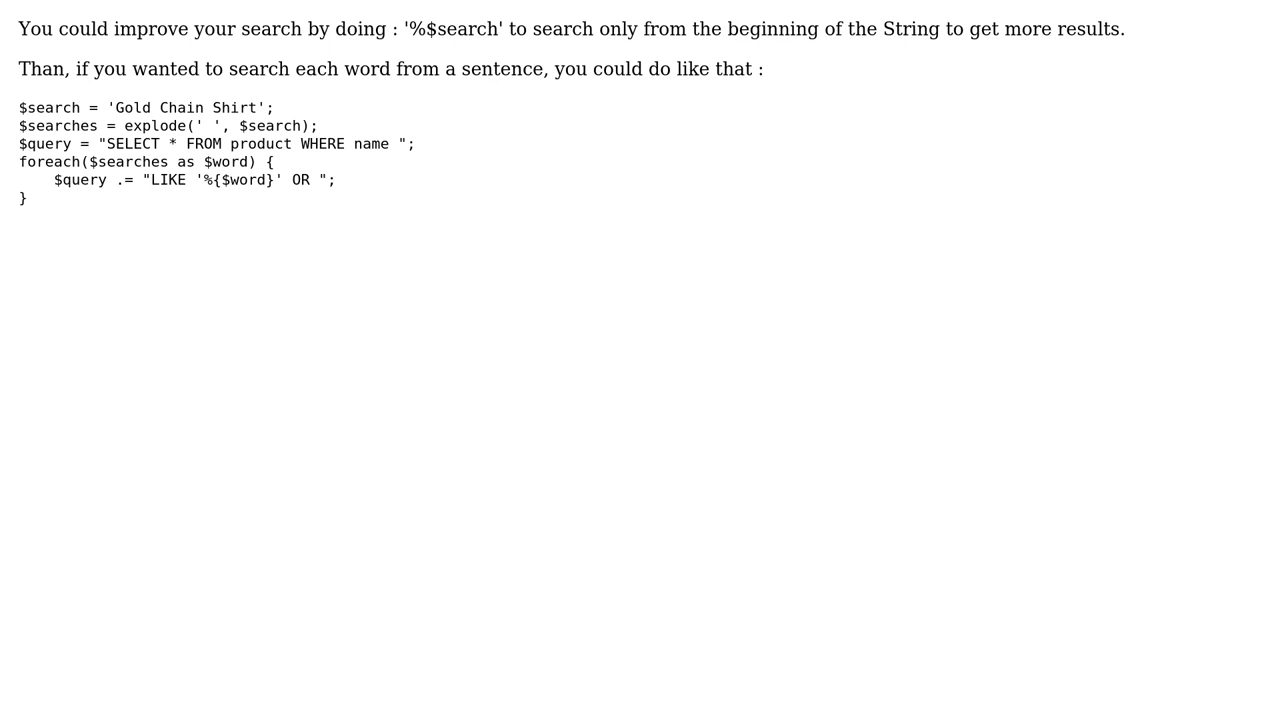 You could improve your search by doing : '%$search' to search only from the beginning of the String to get more results.
Than, if you wanted to search each word from a sentence, you could do like that :
$search = 'Gold Chain Shirt';
$searches = explode(' ', $search);
$query = "SELECT * FROM product WHERE name ";
foreach($searches as $word) {
    $query .= "LIKE '%{$word}' OR ";
}